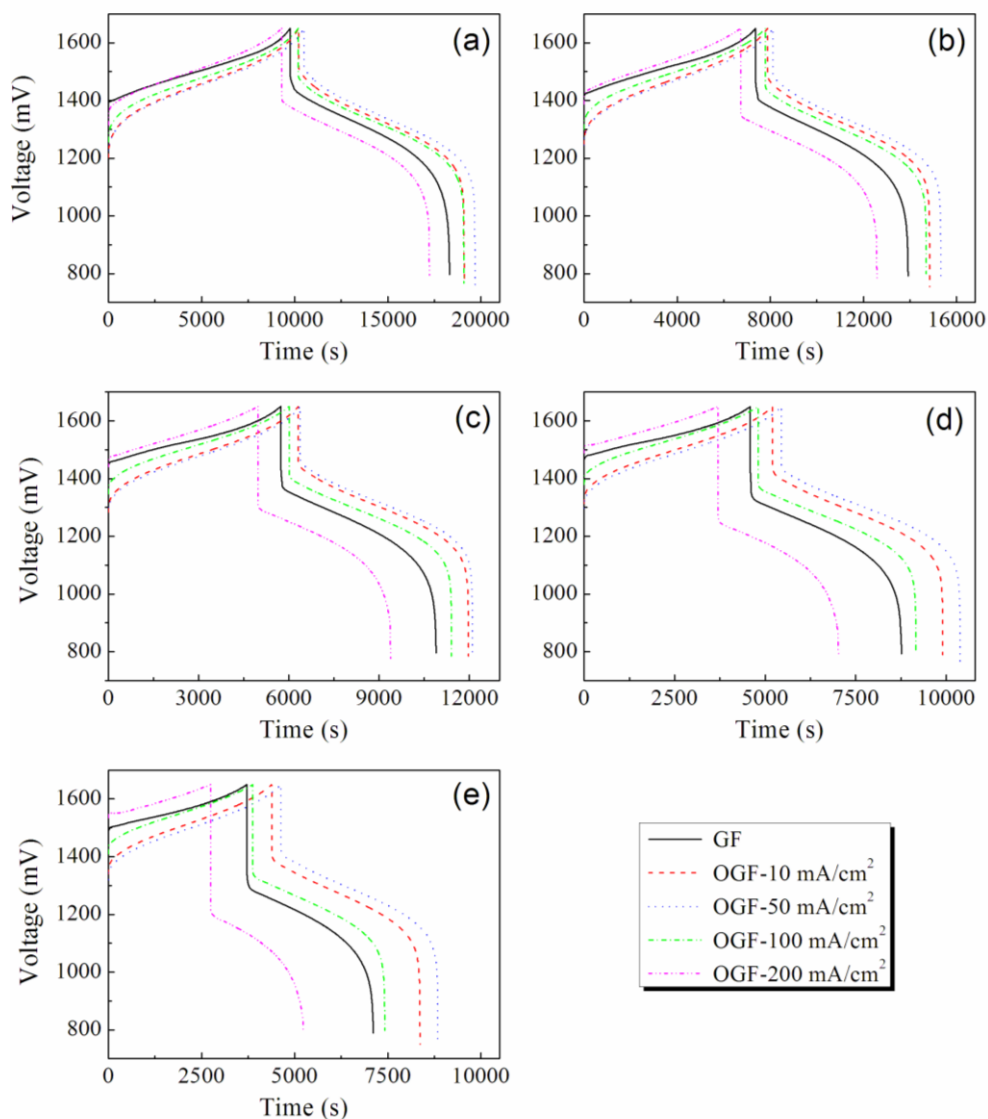 (a)
1600
1400
1200
1000
800
Voltage (mV)
0 5000 10000 15000 20000
Time (s)
(b)
1600
1400
1200
1000
800
0 4000 8000 12000 16000
Time (s)
(c)
1600
1400
1200
1000
800
Voltage (mV)
0 3000 6000 9000 12000
Time (s)
(d)
1600
1400
1200
1000
800
0 2500 5000 7500 10000
Time (s)
(e)
1600
1400
1200
1000
800
Voltage (mV)
0 2500 5000 7500 10000
Time (s)
GF
OGF-10 mA/cm²
OGF-50 mA/cm²
OGF-100 mA/cm²
OGF-200 mA/cm²